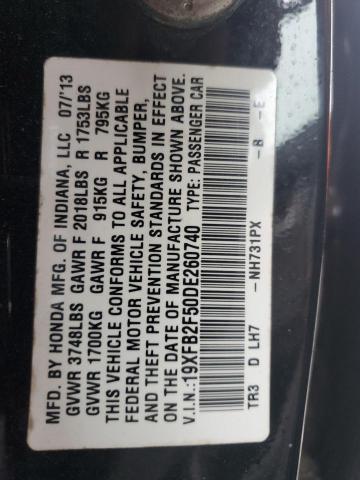 MFD. BY HONDA MFG. OF INDIANA, LLC 07/'13
GVWR 3748LBS GAWR F 2018LBS R 1753LBS
GVWR 1700KG GAWR F 915KG R 795KG
THIS VEHICLE CONFORMS TO ALL APPLICABLE
FEDERAL MOTOR VEHICLE SAFETY, BUMPER,
AND THEFT PREVENTION STANDARDS IN EFFECT
ON THE DATE OF MANUFACTURE SHOWN ABOVE.
V.I.N.:19XFB2F50DE260740 TYPE: PASSENGER CAR
TR3 D LH7 -NH731PX -B -E